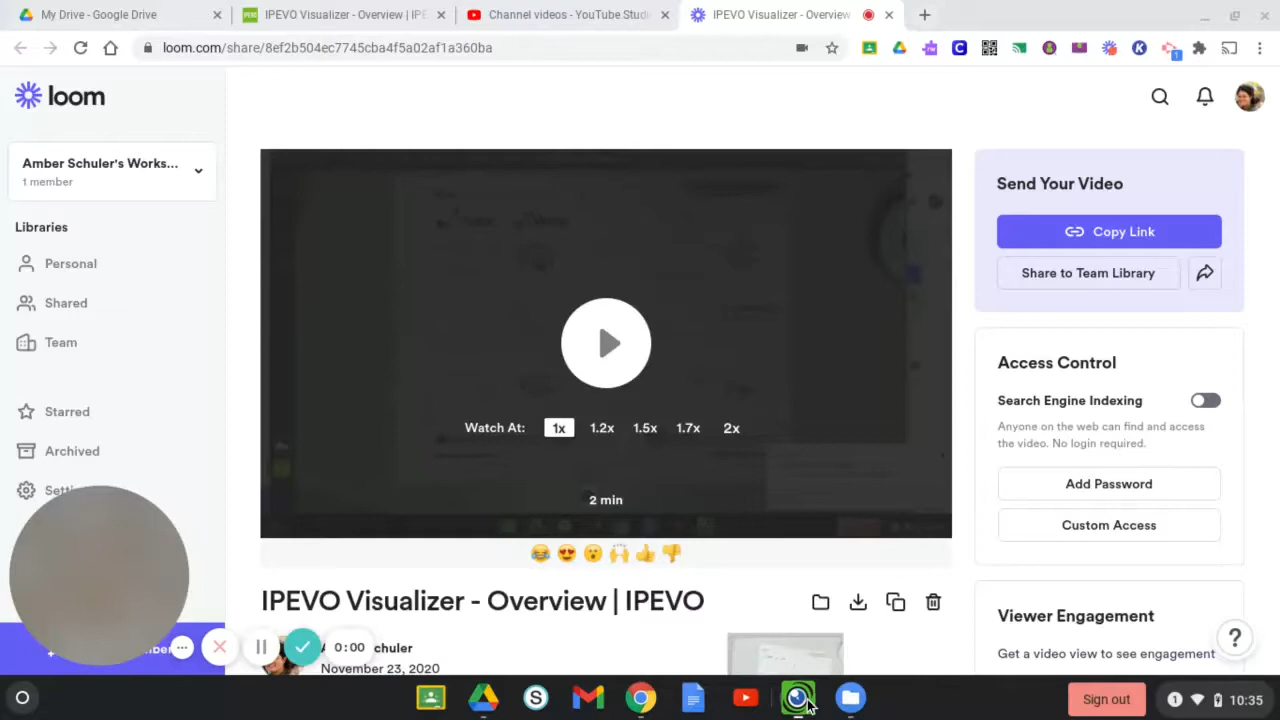 My Drive - Google Drive
IPEVO Visualizer - Overview | IPE
Channel videos - YouTube Stud
IPEVO Visualizer - Overview
loom.com/share/8ef2b504ec7745cba4f5a02af1a360ba
1
loom
Amber Schuler's Works...
1 member
Libraries
Personal
Shared
Team
Starred
Archived
Watch At: 1x 1.2x 1.5x 1.7x 2x
2 min
Send Your Video
Copy Link
Share to Team Library
Access Control
Search Engine Indexing
Anyone on the web can find and access
the video. No login required.
Add Password
Custom Access
IPEVO Visualizer - Overview | IPEVO
chuler
November 23, 2020
0:00
Viewer Engagement
Get a video view to see engagement
?
S
Sign out
1
10:35